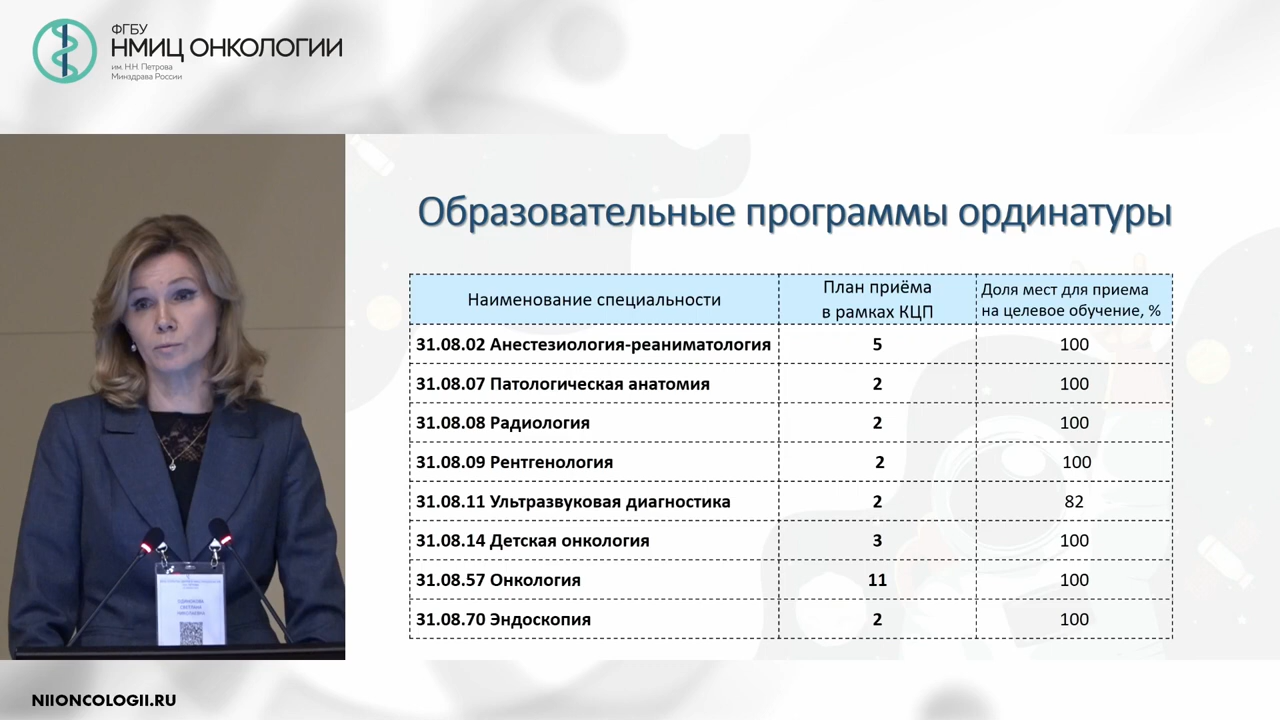 ФГБУ
НМИЦ ОНКОЛОГИИ
им. Н.Н. Петрова
Минздрава России
Образовательные программы ординатуры
Наименование специальности
План приёма
в рамках КЦП
Доля мест для приема
на целевое обучение, %
31.08.02 Анестезиология-реаниматология 5 100
31.08.07 Патологическая анатомия 2 100
31.08.08 Радиология 2 100
31.08.09 Рентгенология 2 100
31.08.11 Ультразвуковая диагностика 2 82
31.08.14 Детская онкология 3 100
31.08.57 Онкология 11 100
31.08.70 Эндоскопия 2 100
СВЕТЛАНА
NIIONCOLOGII.RU